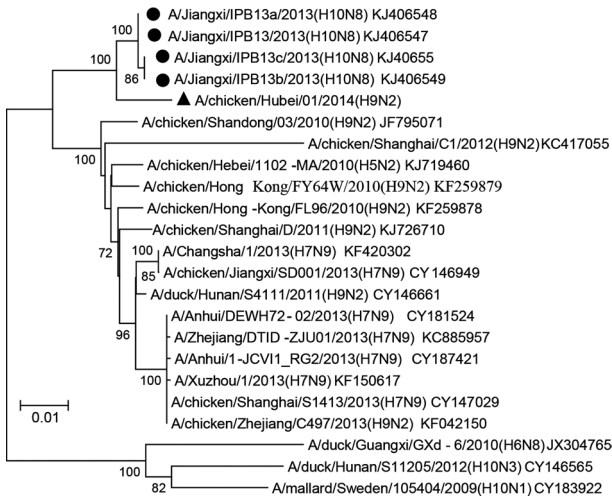 A/Jiangxi/IPB13a/2013(H10N8) KJ406548
A/Jiangxi/IPB13/2013(H10N8) KJ406547
100
A/Jiangxi/IPB13c/2013(H10N8) KJ40655
86
A/Jiangxi/IPB13b/2013(H10N8) KJ406549
100
A/chicken/Hubei/01/2014(H9N2)
A/chicken/Shandong/03/2010(H9N2) JF795071
A/chicken/Shanghai/C1/2012(H9N2)KC417055
100
A/chicken/Hebei/1102 -MA/2010(H5N2) KJ719460
A/chicken/Hong Kong/FY64W/2010(H9N2) KF259879
A/chicken/Hong -Kong/FL96/2010(H9N2) KF259878
A/chicken/Shanghai/D/2011(H9N2) KJ726710
72
100
A/Changsha/1/2013(H7N9) KF420302
85
A/chicken/Jiangxi/SD001/2013(H7N9) CY146949
A/duck/Hunan/S4111/2011(H9N2) CY146661
A/Anhui/DEWH72 - 02/2013(H7N9) CY181524
96
A/Zhejiang/DTID -ZJU01/2013(H7N9) KC885957
A/Anhui/1-JCVI1_RG2/2013(H7N9) CY187421
100
A/Xuzhou/1/2013(H7N9) KF150617
A/chicken/Shanghai/S1413/2013(H7N9) CY147029
0.01
A/chicken/Zhejiang/C497/2013(H9N2) KF042150
A/duck/Guangxi/GXd - 6/2010(H6N8) JX304765
100
A/duck/Hunan/S11205/2012(H10N3) CY146565
82
A/mallard/Sweden/105404/2009(H10N1) CY183922